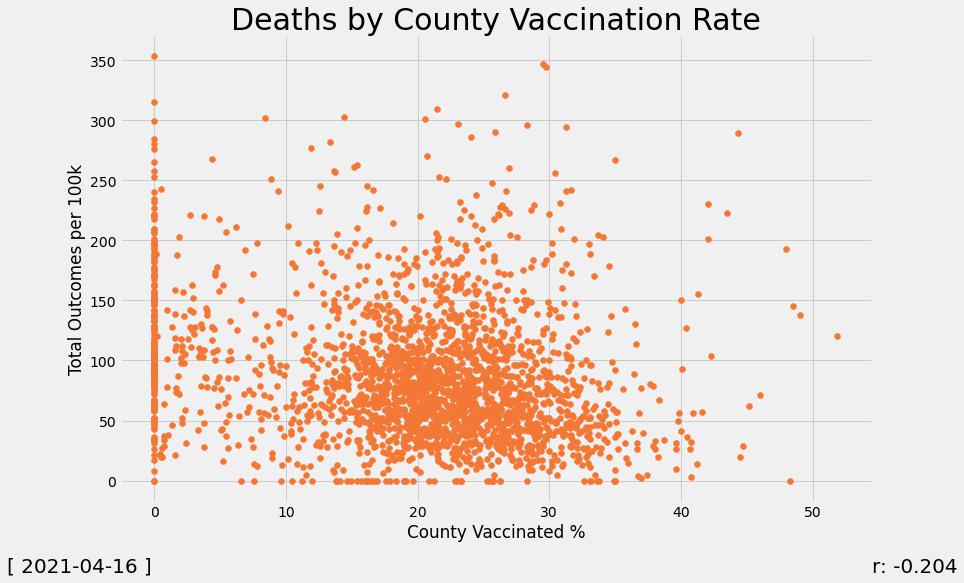 Deaths by County Vaccination Rate
Total Outcomes per 100k
350
300
250
200
150
100
50
0
0 10 20 30 40 50
County Vaccinated %
[ 2021-04-16 ] r: -0.204